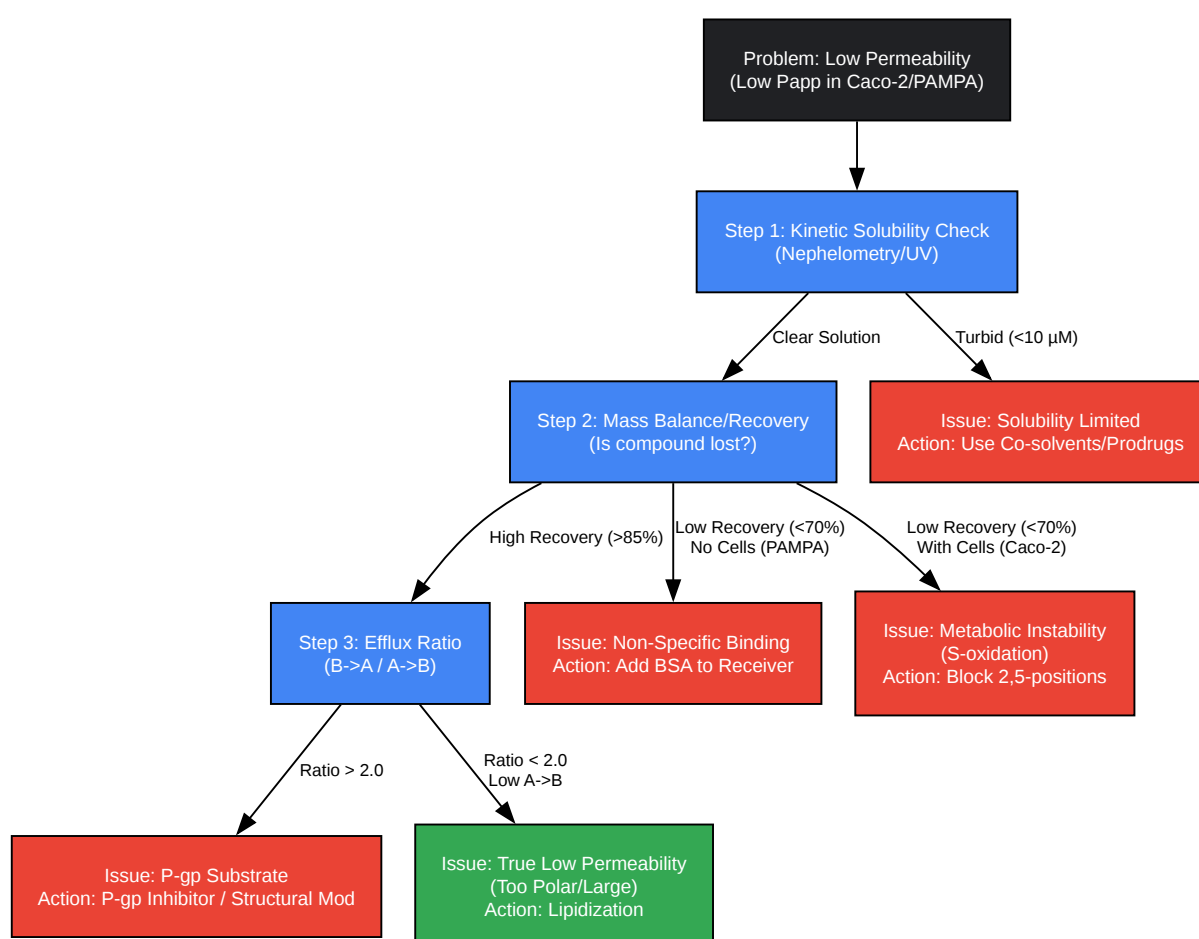 Problem: Low Permeability
(Low Papp in Caco-2/PAMPA)
Step 1: Kinetic Solubility Check
(Nephelometry/UV)
Clear Solution
Turbid (<10 µM)
Step 2: Mass Balance/Recovery
(Is compound lost?)
Issue: Solubility Limited
Action: Use Co-solvents/Prodrugs
High Recovery (>85%)
Low Recovery (<70%)
No Cells (PAMPA)
Low Recovery (<70%)
With Cells (Caco-2)
Step 3: Efflux Ratio
(B->A / A->B)
Issue: Non-Specific Binding
Action: Add BSA to Receiver
Issue: Metabolic Instability
(S-oxidation)
Action: Block 2,5-positions
Ratio > 2.0
Ratio < 2.0
Low A->B
Issue: P-gp Substrate
Action: P-gp Inhibitor / Structural Mod
Issue: True Low Permeability
(Too Polar/Large)
Action: Lipidization